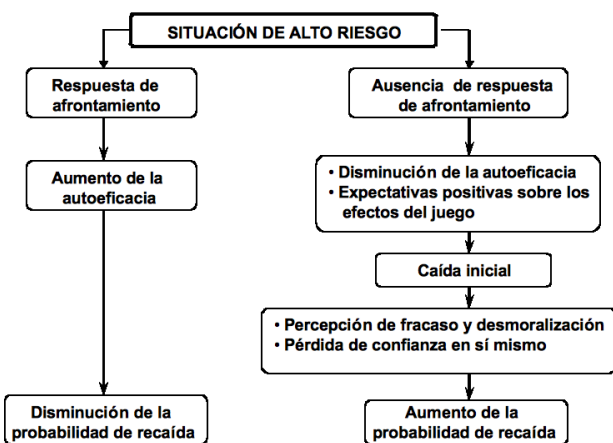 SITUACIÓN DE ALTO RIESGO
Respuesta de
afrontamiento
Aumento de la
autoeficacia
Disminución de la
probabilidad de recaída
Ausencia de respuesta
de afrontamiento
• Disminución de la autoeficacia
• Expectativas positivas sobre los
efectos del juego
Caída inicial
• Percepción de fracaso y desmoralización
• Pérdida de confianza en sí mismo
Aumento de la
probabilidad de recaída